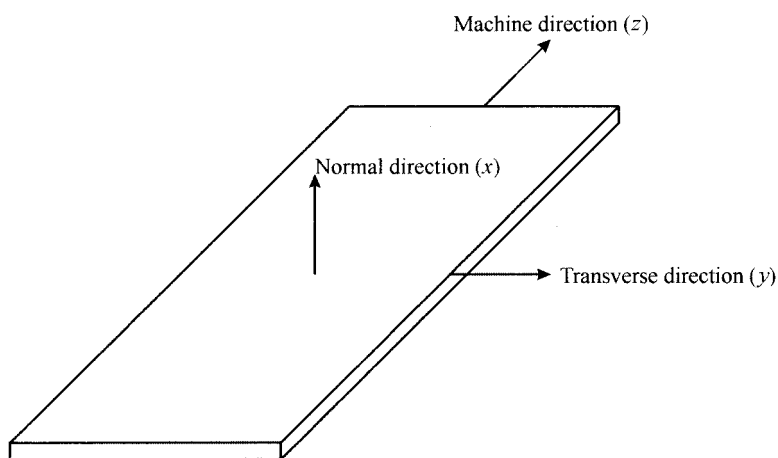 Machine direction (z)
Normal direction (x)
Transverse direction (y)